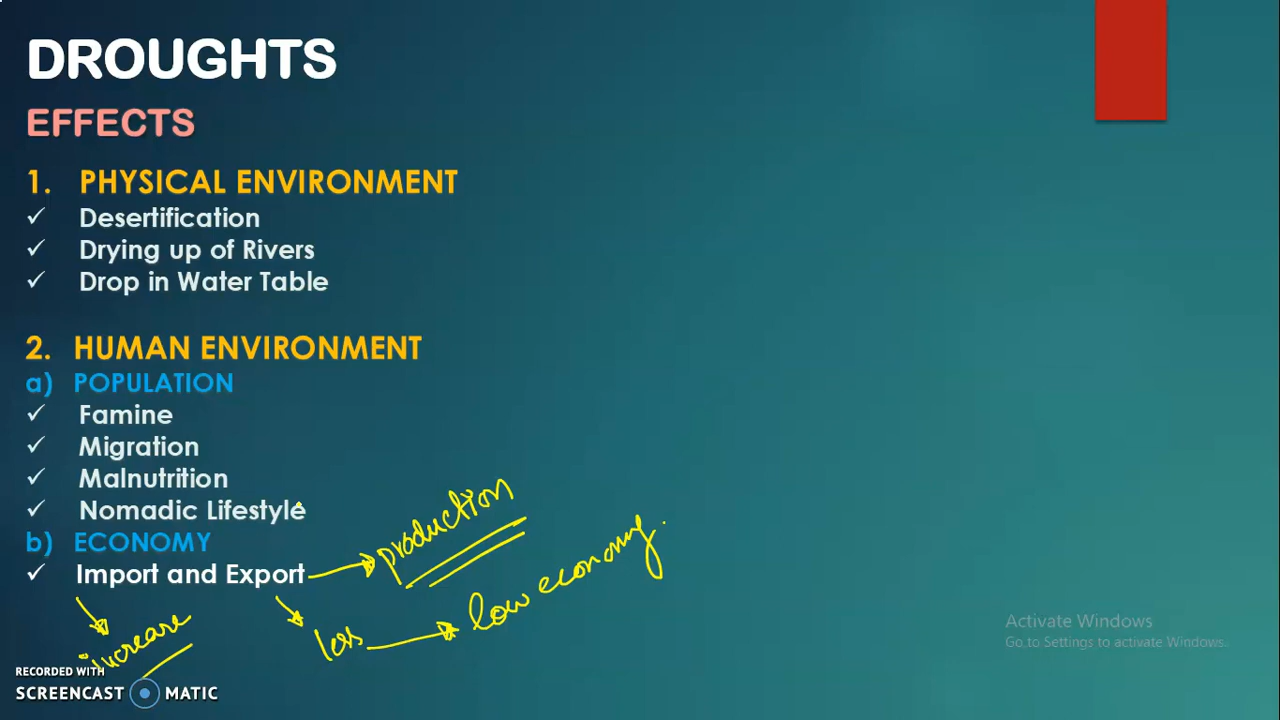 DROUGHTS
EFFECTS
1. PHYSICAL ENVIRONMENT
✓ Desertification
✓ Drying up of Rivers
✓ Drop in Water Table
2. HUMAN ENVIRONMENT
a) POPULATION
✓ Famine
✓ Migration
✓ Malnutrition
✓ Nomadic Lifestyle
b) ECONOMY
✓ Import and Export
production
increase
less
low economy.
Activate Windows
Go to Settings to activate Windows.
RECORDED WITH
SCREENCAST MATIC